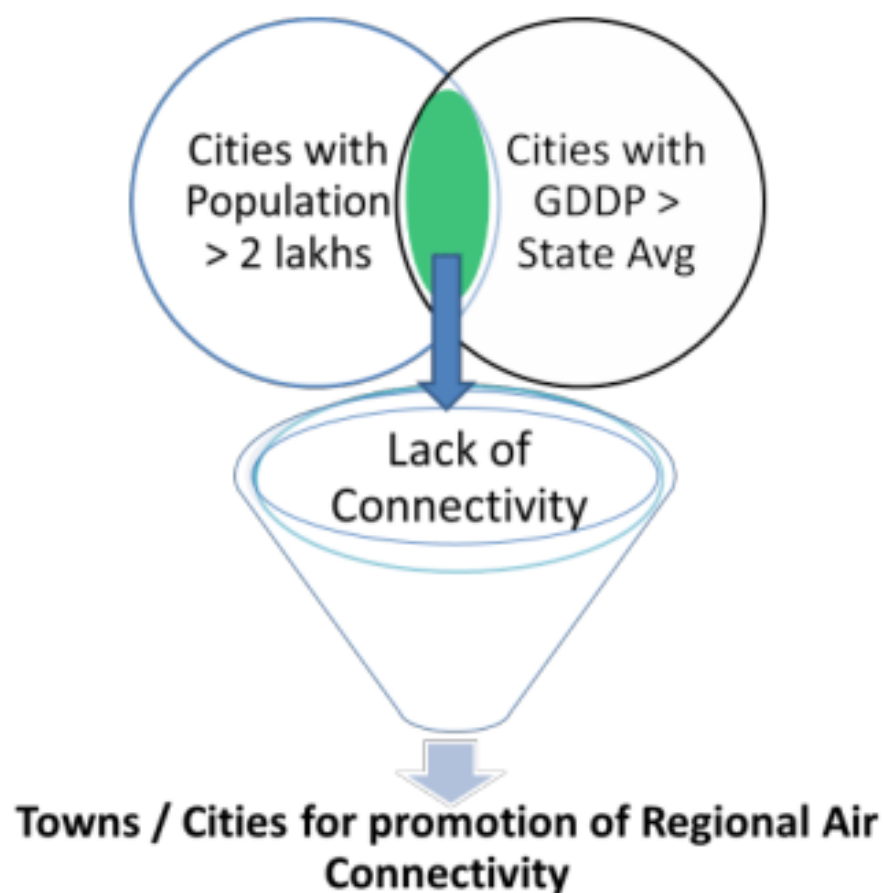 Cities with
Population
> 2 lakhs
Cities with
GDDP >
State Avg
Lack of
Connectivity
Towns / Cities for promotion of Regional Air
Connectivity